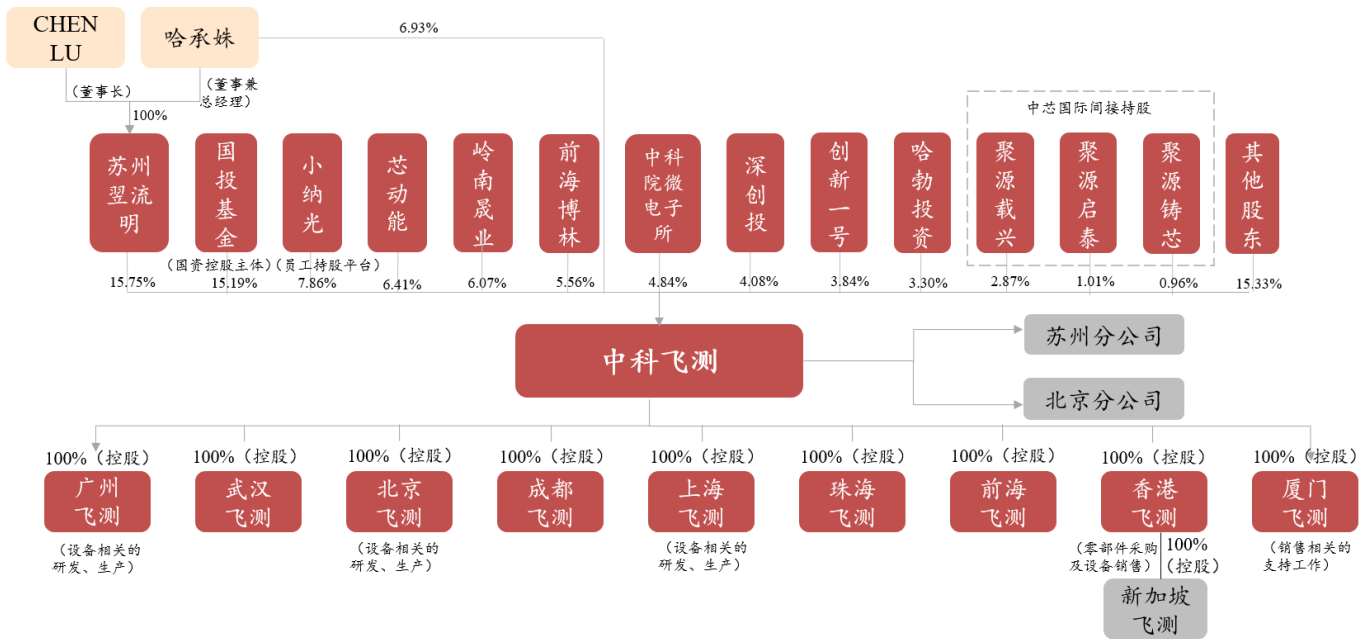 CHEN
LU
哈承姝
6.93%
（董事长）
（董事兼
总经理）
100%
中芯国际间接持股
苏州
翌流
明
国
投
基
金
小
纳
光
芯
动
能
岭
南
晟
业
前
海
博
林
中科
院微
电子
所
深
创
投
创
新
一
号
哈
勃
投
资
聚
源
载
兴
聚
源
启
泰
聚
源
铸
芯
其
他
股
东
（国资控股主体）
（员工持股平台）
15.75%
15.19%
7.86%
6.41%
6.07%
5.56%
4.84%
4.08%
3.84%
3.30%
2.87%
1.01%
0.96%
15.33%
中科飞测
苏州分公司
北京分公司
100%（控股）
100%（控股）
100%（控股）
100%（控股）
100%（控股）
100%（控股）
100%（控股）
100%（控股）
100%（控股）
广州
飞测
武汉
飞测
北京
飞测
成都
飞测
上海
飞测
珠海
飞测
前海
飞测
香港
飞测
厦门
飞测
（设备相关的
研发、生产）
（设备相关的
研发、生产）
（设备相关的
研发、生产）
（零部件采购
及设备销售）
100%
（控股）
（销售相关的
支持工作）
新加坡
飞测